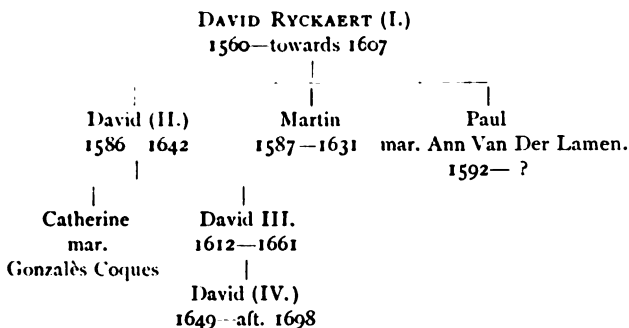 DAVID RYCKAERT (I.)
1560—towards 1607
David (II.) Martin Paul
1586 1642 1587—1631 mar. Ann Van Der Lamen.
1592— ?
Catherine David III.
mar. 1612—1661
Gonzalès Coques
David (IV.)
1649—aft. 1698